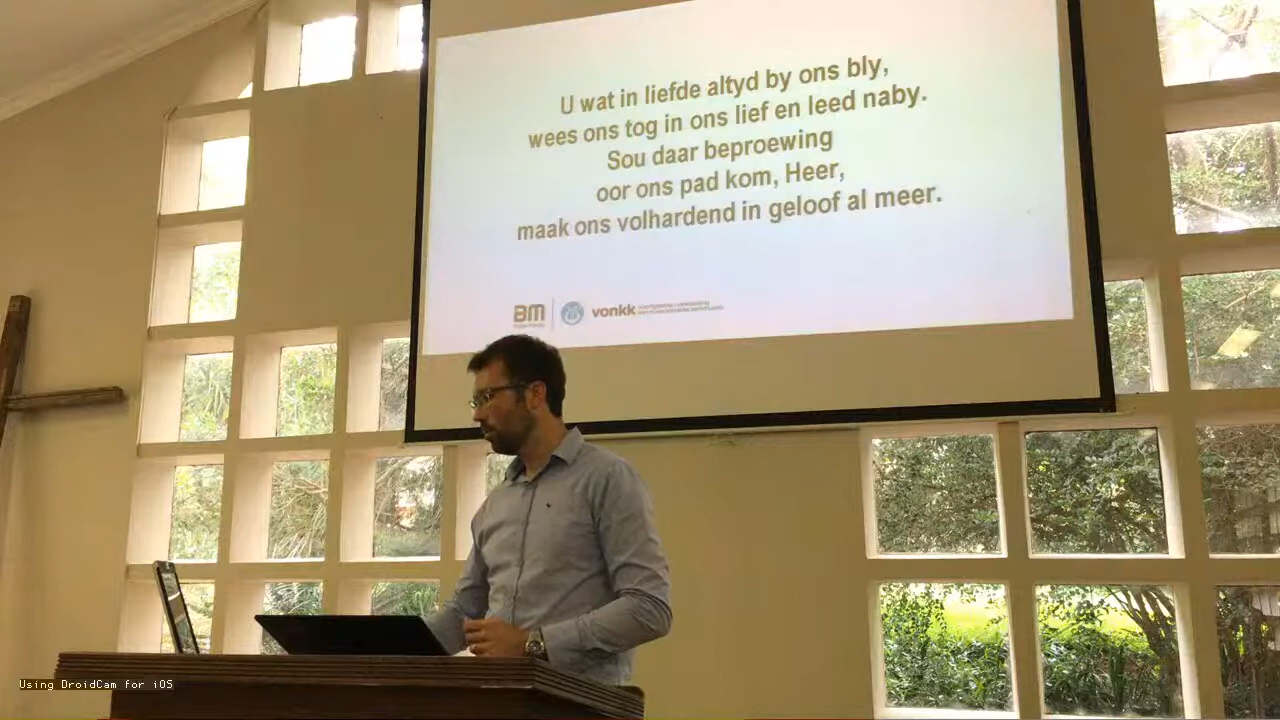 U wat in liefde altyd by ons bly,
wees ons tog in ons lief en leed naby.
Sou daar beproewing
oor ons pad kom, Heer,
maak ons volhardend in geloof al meer.
BM
vonkk
Using DroidCam for iOS